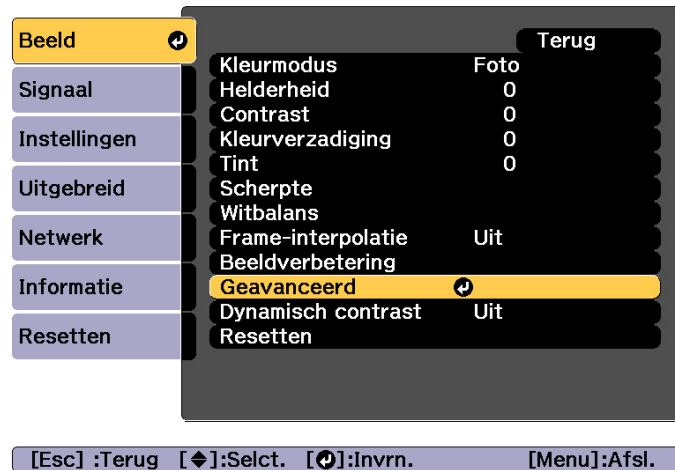 Beeld
Signaal
Instellingen
Uitgebreid
Netwerk
Informatie
Resetten
Terug
Kleurmodus Foto
Helderheid 0
Contrast 0
Kleurverzadiging 0
Tint 0
Scherpte
Witbalans
Frame-interpolatie Uit
Beeldverbetering
Geavanceerd
Dynamisch contrast Uit
Resetten
[Esc] :Terug [◆]:Selct. [↵]:Invrn. [Menu]:Afsl.